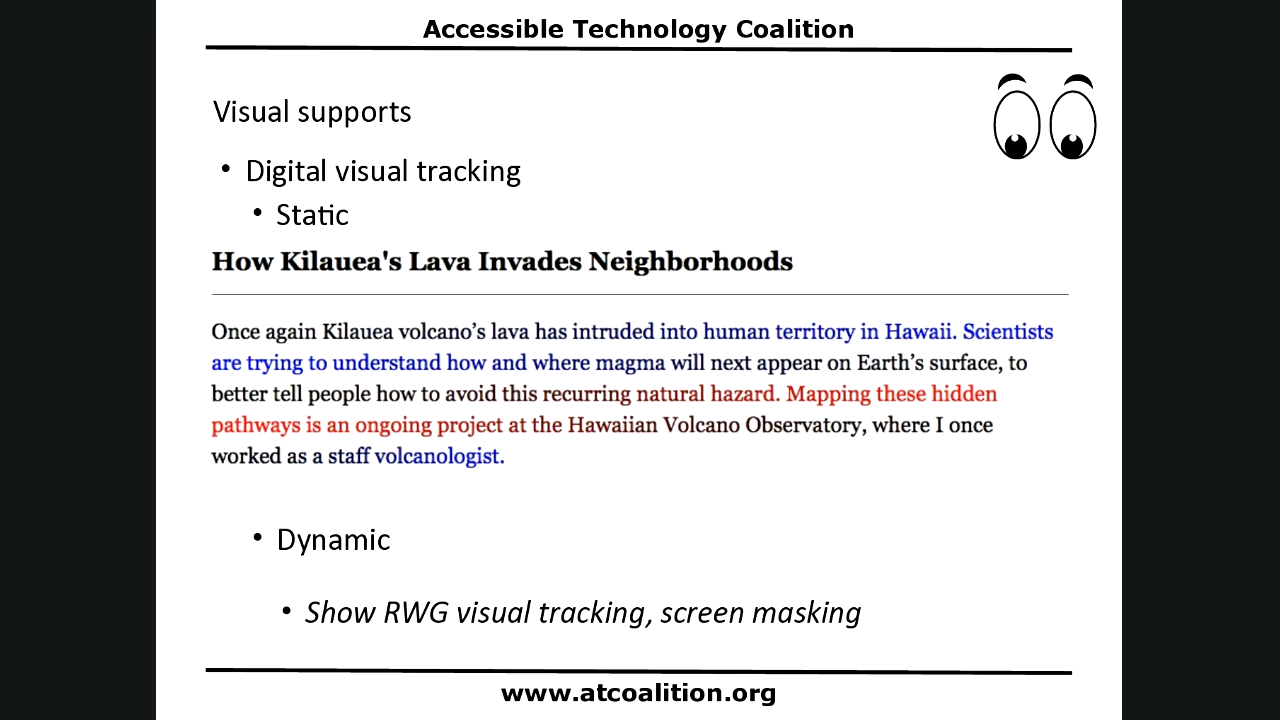 Accessible Technology Coalition
Visual supports
• Digital visual tracking
• Static
How Kilauea's Lava Invades Neighborhoods
Once again Kilauea volcano’s lava has intruded into human territory in Hawaii. Scientists
are trying to understand how and where magma will next appear on Earth’s surface, to
better tell people how to avoid this recurring natural hazard. Mapping these hidden
pathways is an ongoing project at the Hawaiian Volcano Observatory, where I once
worked as a staff volcanologist.
• Dynamic
• Show RWG visual tracking, screen masking
www.atcoalition.org